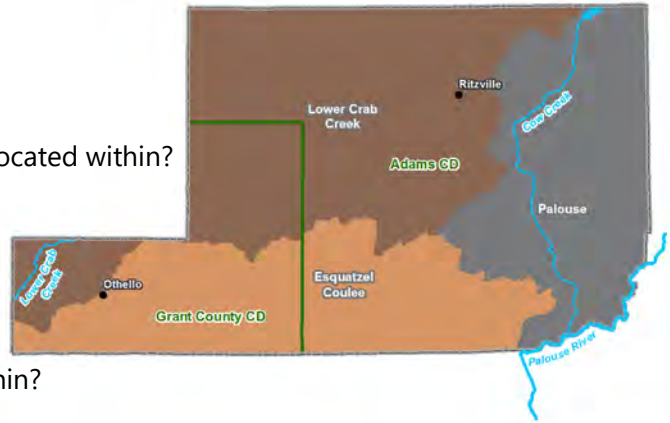 Ritzville
Lower Crab
Creek
Cow Creek
ocated within?
Adams CD
Palouse
Lower Crab
Creek
Othello
Esquatzel
Coulee
Grant County CD
Palouse River
hin?